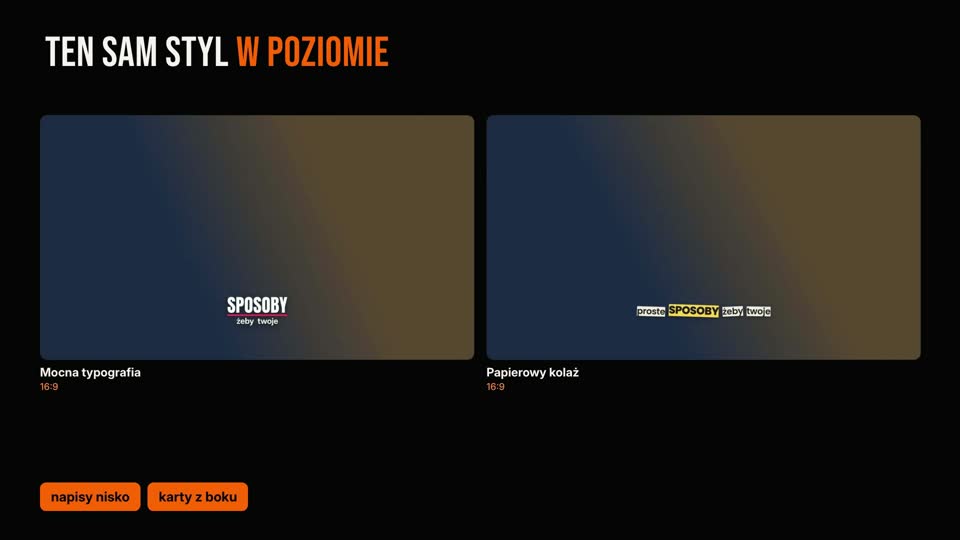 TEN SAM STYL W POZIOMIE
SPOSOBY
żeby twoje
proste SPOSOBY żeby twoje
Mocna typografia
16:9
Papierowy kolaż
16:9
napisy nisko
karty z boku